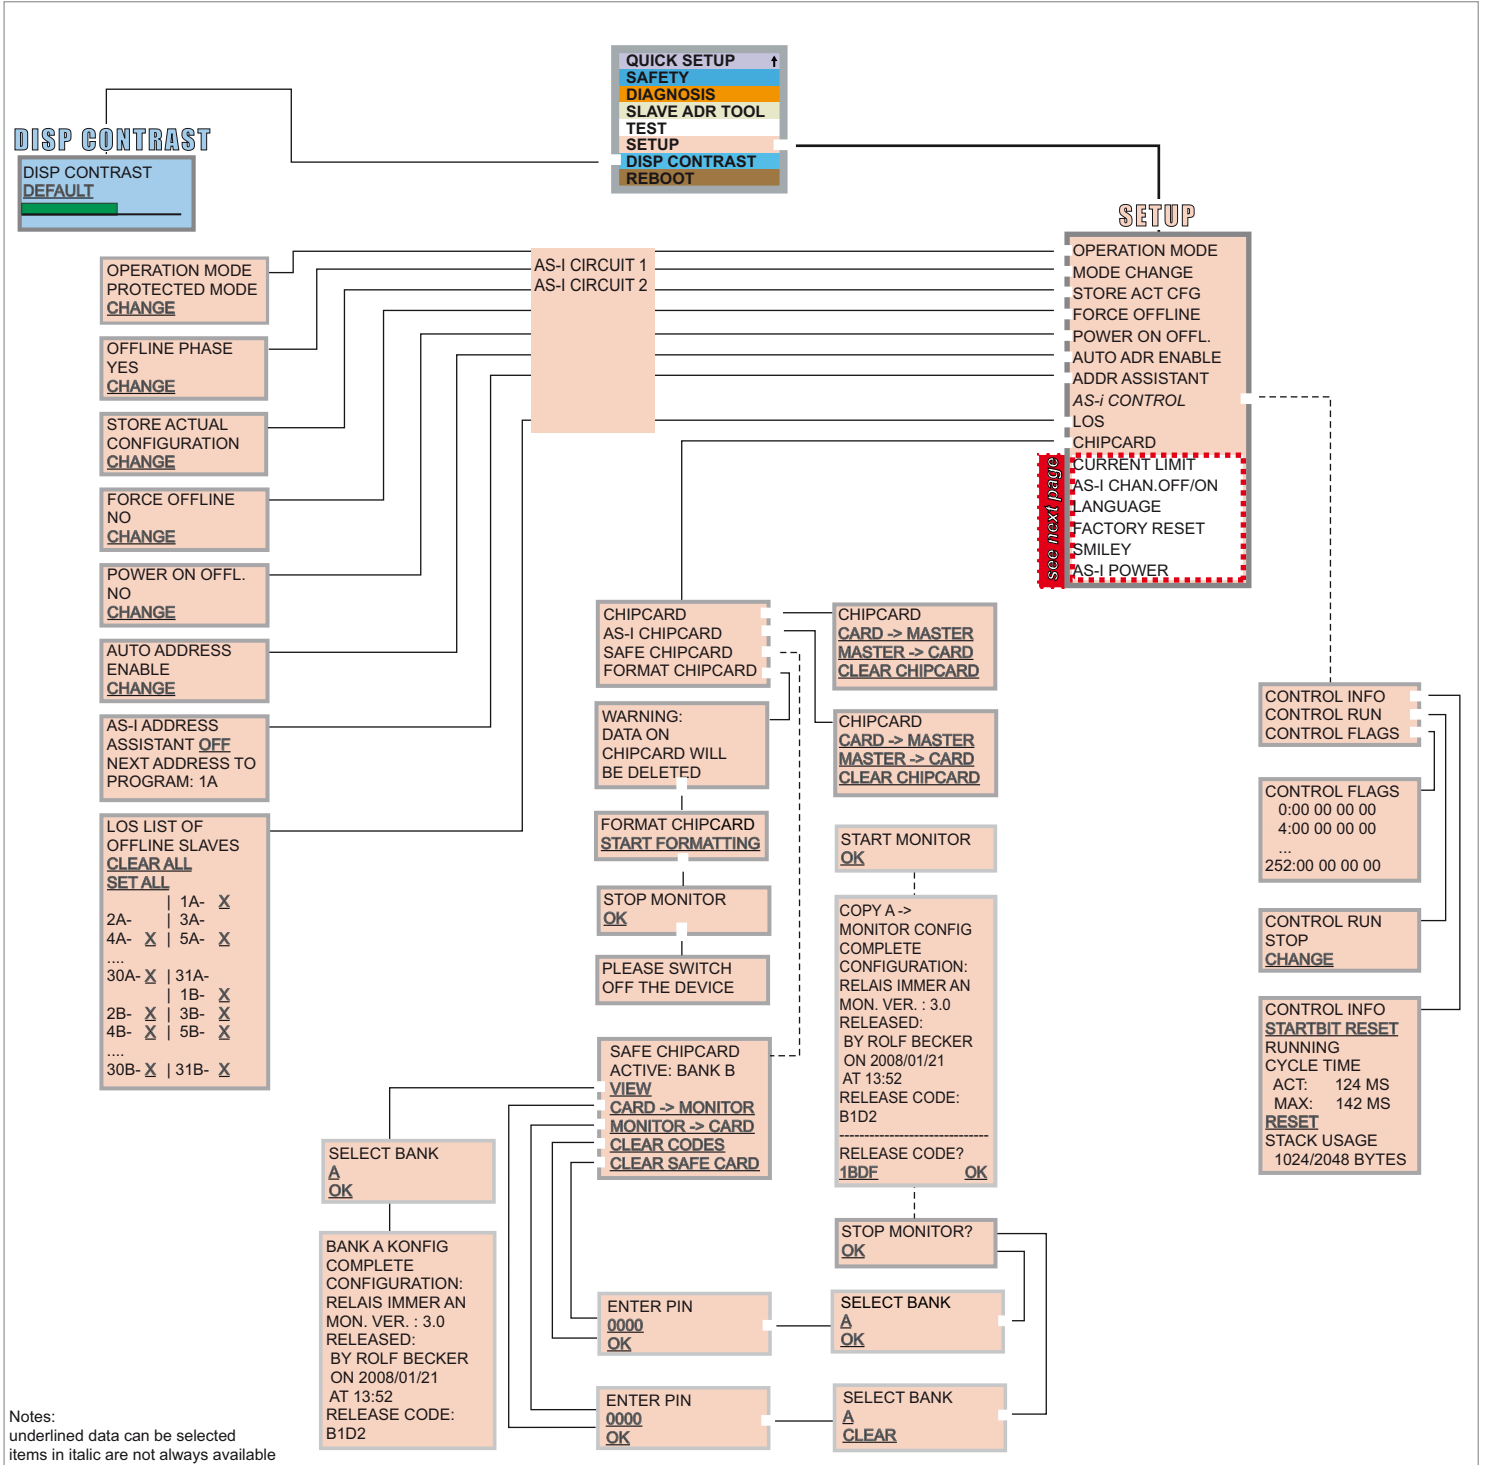 QUICK SETUP
SAFETY
DIAGNOSIS
SLAVE ADR TOOL
TEST
SETUP
DISP CONTRAST
REBOOT
DISP CONTRAST
DISP CONTRAST
DEFAULT
SETUP
OPERATION MODE
MODE CHANGE
STORE ACT CFG
FORCE OFFLINE
POWER ON OFFL.
AUTO ADR ENABLE
ADDR ASSISTANT
AS-i CONTROL
LOS
CHIPCARD
CURRENT LIMIT
AS-I CHAN.OFF/ON
LANGUAGE
FACTORY RESET
SMILEY
AS-I POWER
see next page
AS-I CIRCUIT 1
AS-I CIRCUIT 2
OPERATION MODE
PROTECTED MODE
CHANGE
OFFLINE PHASE
YES
CHANGE
STORE ACTUAL
CONFIGURATION
CHANGE
FORCE OFFLINE
NO
CHANGE
POWER ON OFFL.
NO
CHANGE
AUTO ADDRESS
ENABLE
CHANGE
AS-I ADDRESS
ASSISTANT OFF
NEXT ADDRESS TO
PROGRAM: 1A
LOS LIST OF
OFFLINE SLAVES
CLEAR ALL
SET ALL
| 1A- X
2A- | 3A-
4A- X | 5A- X
....
30A- X | 31A-
| 1B- X
2B- X | 3B- X
4B- X | 5B- X
....
30B- X | 31B- X
CHIPCARD
AS-I CHIPCARD
SAFE CHIPCARD
FORMAT CHIPCARD
CHIPCARD
CARD -> MASTER
MASTER -> CARD
CLEAR CHIPCARD
WARNING:
DATA ON
CHIPCARD WILL
BE DELETED
CHIPCARD
CARD -> MASTER
MASTER -> CARD
CLEAR CHIPCARD
FORMAT CHIPCARD
START FORMATTING
STOP MONITOR
OK
PLEASE SWITCH
OFF THE DEVICE
START MONITOR
OK
COPY A ->
MONITOR CONFIG
COMPLETE
CONFIGURATION:
RELAIS IMMER AN
MON. VER. : 3.0
RELEASED:
BY ROLF BECKER
ON 2008/01/21
AT 13:52
RELEASE CODE:
B1D2
------------------------------
RELEASE CODE?
1BDF OK
STOP MONITOR?
OK
SAFE CHIPCARD
ACTIVE: BANK B
VIEW
CARD -> MONITOR
MONITOR -> CARD
CLEAR CODES
CLEAR SAFE CARD
SELECT BANK
A
OK
BANK A KONFIG
COMPLETE
CONFIGURATION:
RELAIS IMMER AN
MON. VER. : 3.0
RELEASED:
BY ROLF BECKER
ON 2008/01/21
AT 13:52
RELEASE CODE:
B1D2
ENTER PIN
0000
OK
SELECT BANK
A
OK
ENTER PIN
0000
OK
SELECT BANK
A
CLEAR
CONTROL INFO
CONTROL RUN
CONTROL FLAGS
CONTROL FLAGS
0:00 00 00 00
4:00 00 00 00
...
252:00 00 00 00
CONTROL RUN
STOP
CHANGE
CONTROL INFO
STARTBIT RESET
RUNNING
CYCLE TIME
ACT: 124 MS
MAX: 142 MS
RESET
STACK USAGE
1024/2048 BYTES
Notes:
underlined data can be selected
items in italic are not always available